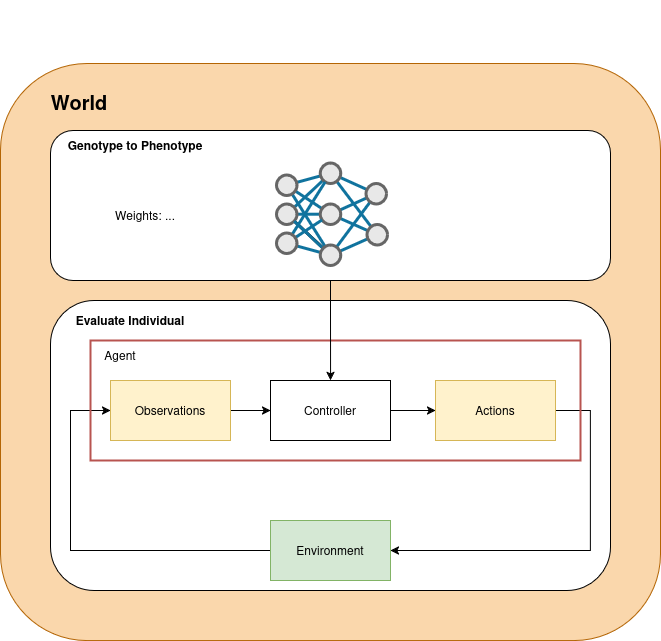 World
Genotype to Phenotype
Weights: ...
Evaluate Individual
Agent
Observations
Controller
Actions
Environment